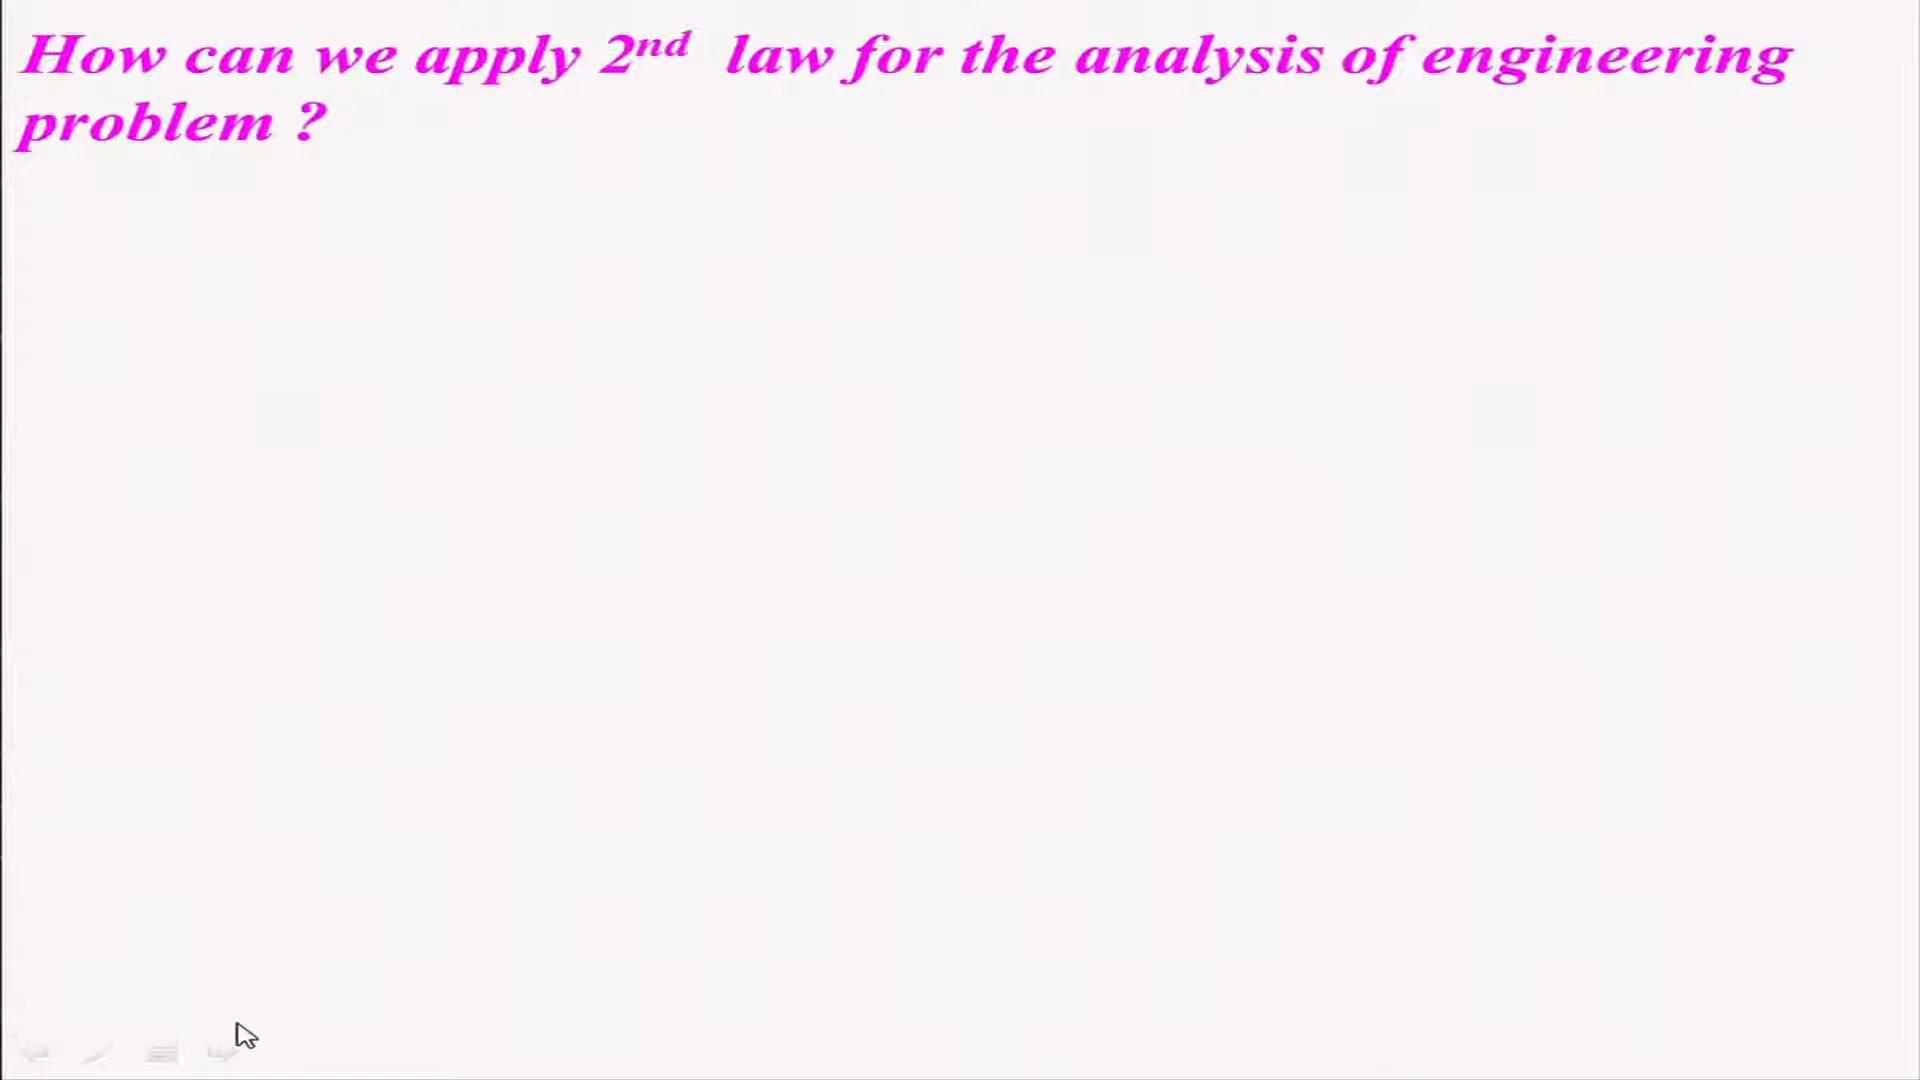 How can we apply 2nd law for the analysis of engineering
problem ?